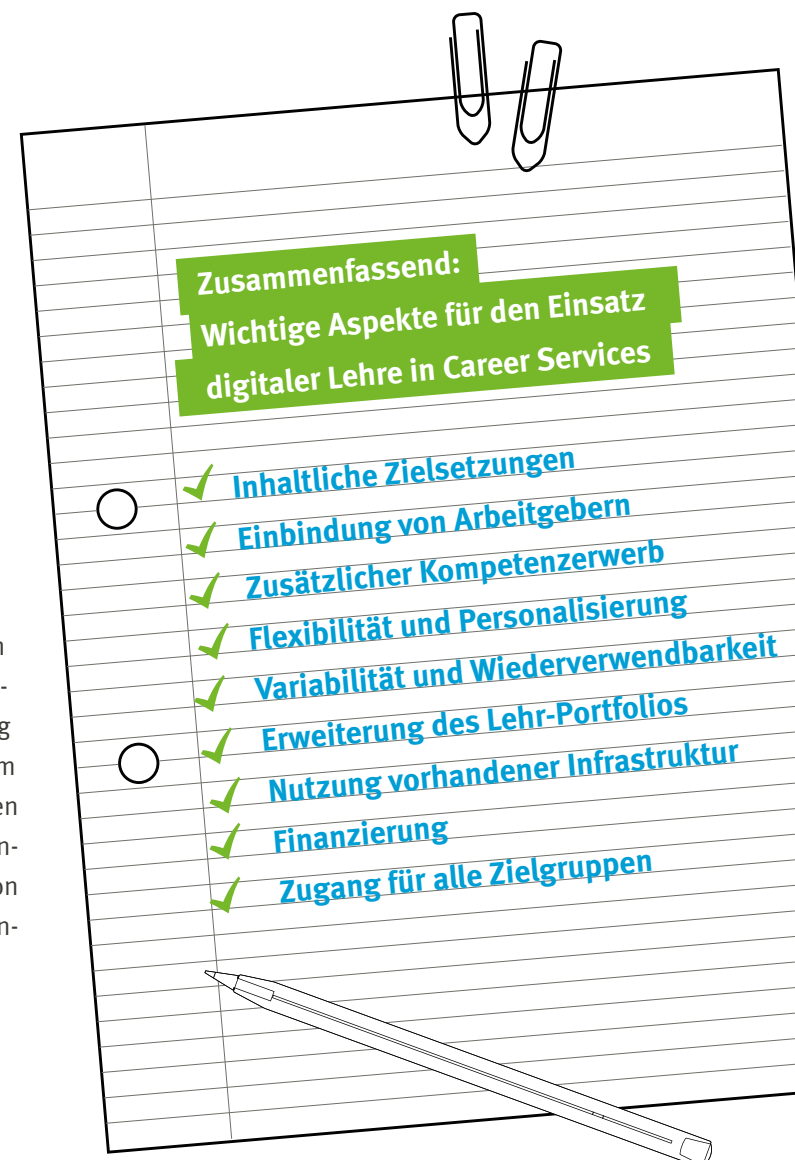 Zusammenfassend:
Wichtige Aspekte für den Einsatz
digitaler Lehre in Career Services
Inhaltliche Zielsetzungen
Einbindung von Arbeitgebern
Zusätzlicher Kompetenzerwerb
Flexibilität und Personalisierung
Variabilität und Wiederverwendbarkeit
Erweiterung des Lehr-Portfolios
Nutzung vorhandener Infrastruktur
Finanzierung
Zugang für alle Zielgruppen